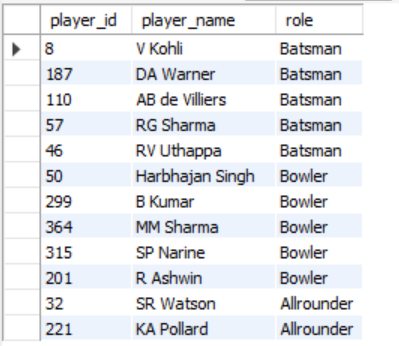 player_id player_name role
8 V Kohli Batsman
187 DA Warner Batsman
110 AB de Villiers Batsman
57 RG Sharma Batsman
46 RV Uthappa Batsman
50 Harbhajan Singh Bowler
299 B Kumar Bowler
364 MM Sharma Bowler
315 SP Narine Bowler
201 R Ashwin Bowler
32 SR Watson Allrounder
221 KA Pollard Allrounder